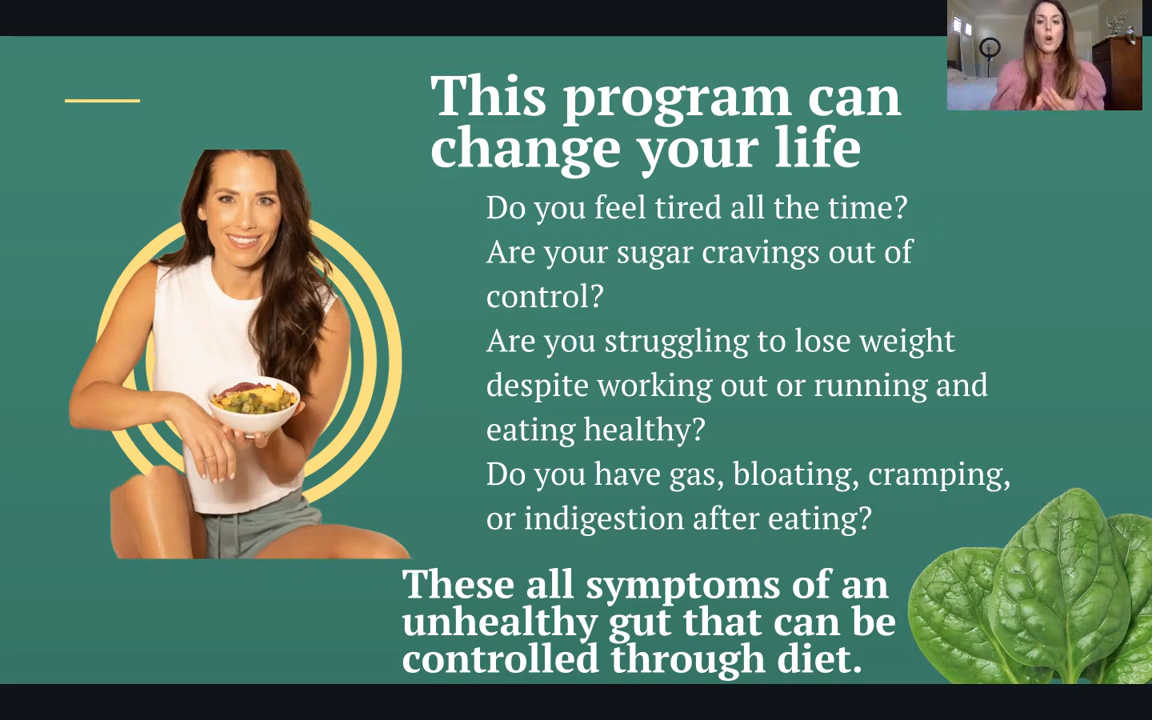 This program can
change your life
Do you feel tired all the time?
Are your sugar cravings out of
control?
Are you struggling to lose weight
despite working out or running and
eating healthy?
Do you have gas, bloating, cramping,
or indigestion after eating?
These all symptoms of an
unhealthy gut that can be
controlled through diet.